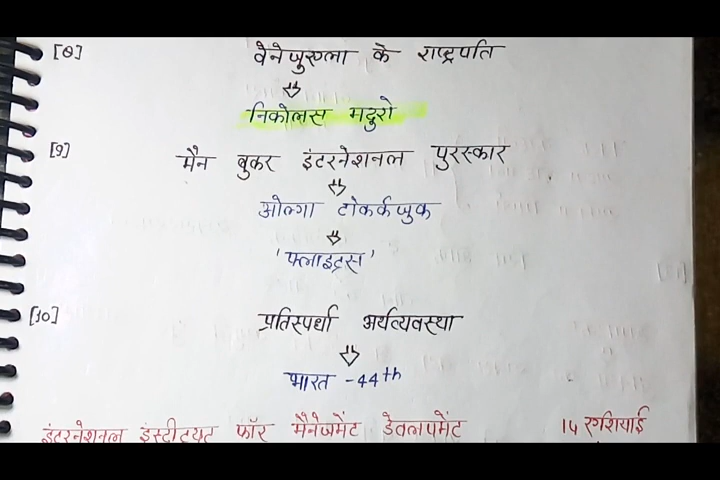 [8] वेनेजुएला के राष्ट्रपति
निकोलस मदुरो
[9] मैन बुकर इंटरनेशनल पुरस्कार
ओल्गा टोकर्कजुक
'फ्लाइट्स'
[10] प्रतिस्पर्धा अर्थव्यवस्था
भारत - 44th
इंटरनेशनल इंस्टीट्यूट फॉर मैनेजमेंट डेवलपमेंट 14 एशियाई